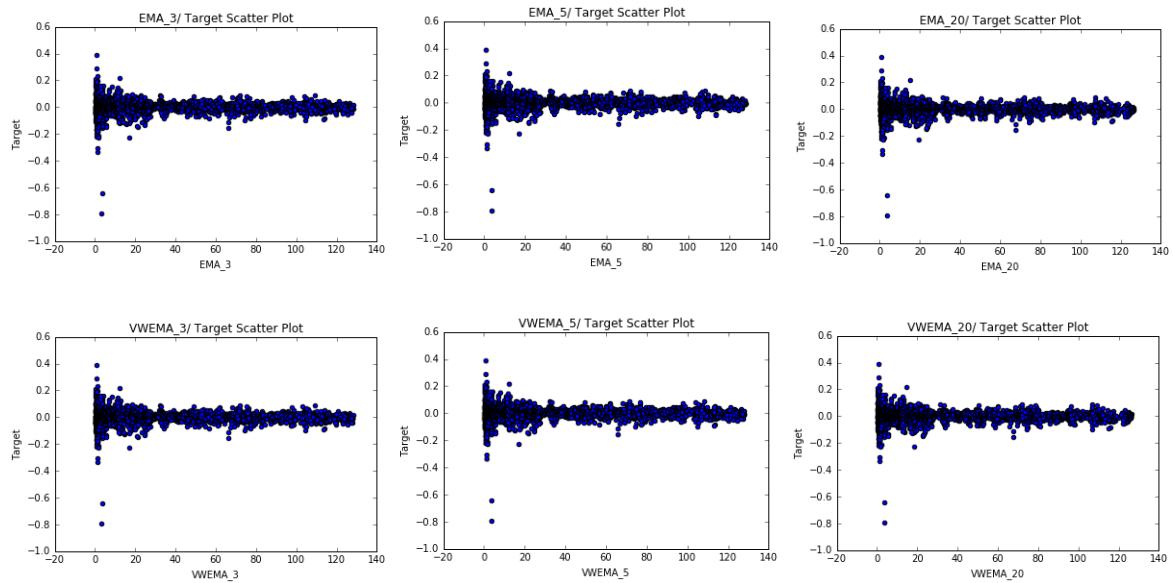 EMA_3/ Target Scatter Plot
0.6
0.4
0.2
0.0
−0.2
−0.4
−0.6
−0.8
−1.0
Target
−20 0 20 40 60 80 100 120 140
EMA_3
EMA_5/ Target Scatter Plot
0.6
0.4
0.2
0.0
−0.2
−0.4
−0.6
−0.8
−1.0
Target
−20 0 20 40 60 80 100 120 140
EMA_5
EMA_20/ Target Scatter Plot
0.6
0.4
0.2
0.0
−0.2
−0.4
−0.6
−0.8
−1.0
Target
−20 0 20 40 60 80 100 120 140
EMA_20
VWEMA_3/ Target Scatter Plot
0.6
0.4
0.2
0.0
−0.2
−0.4
−0.6
−0.8
−1.0
Target
−20 0 20 40 60 80 100 120 140
VWEMA_3
VWEMA_5/ Target Scatter Plot
0.6
0.4
0.2
0.0
−0.2
−0.4
−0.6
−0.8
−1.0
Target
−20 0 20 40 60 80 100 120 140
VWEMA_5
VWEMA_20/ Target Scatter Plot
0.6
0.4
0.2
0.0
−0.2
−0.4
−0.6
−0.8
−1.0
Target
−20 0 20 40 60 80 100 120 140
VWEMA_20